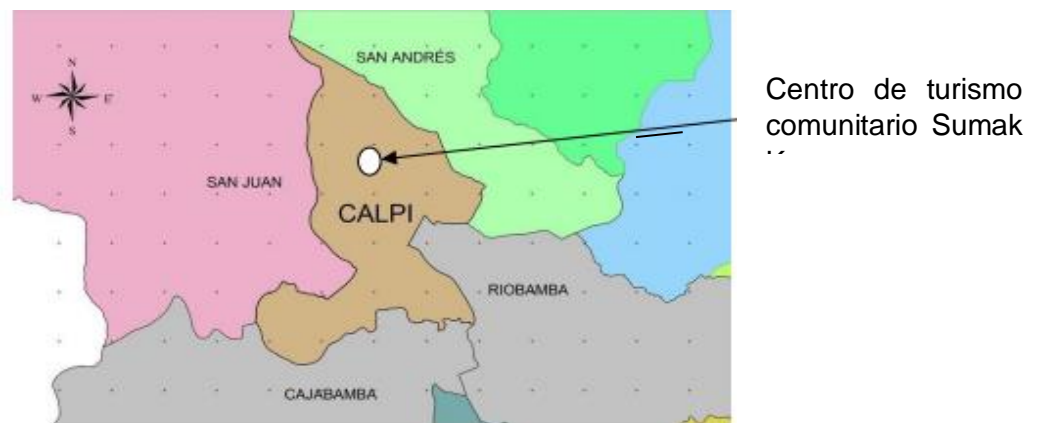 SAN ANDRÉS
N
W E
S
SAN JUAN
CALPI
RIOBAMBA
CAJABAMBA
Centro de turismo
comunitario Sumak